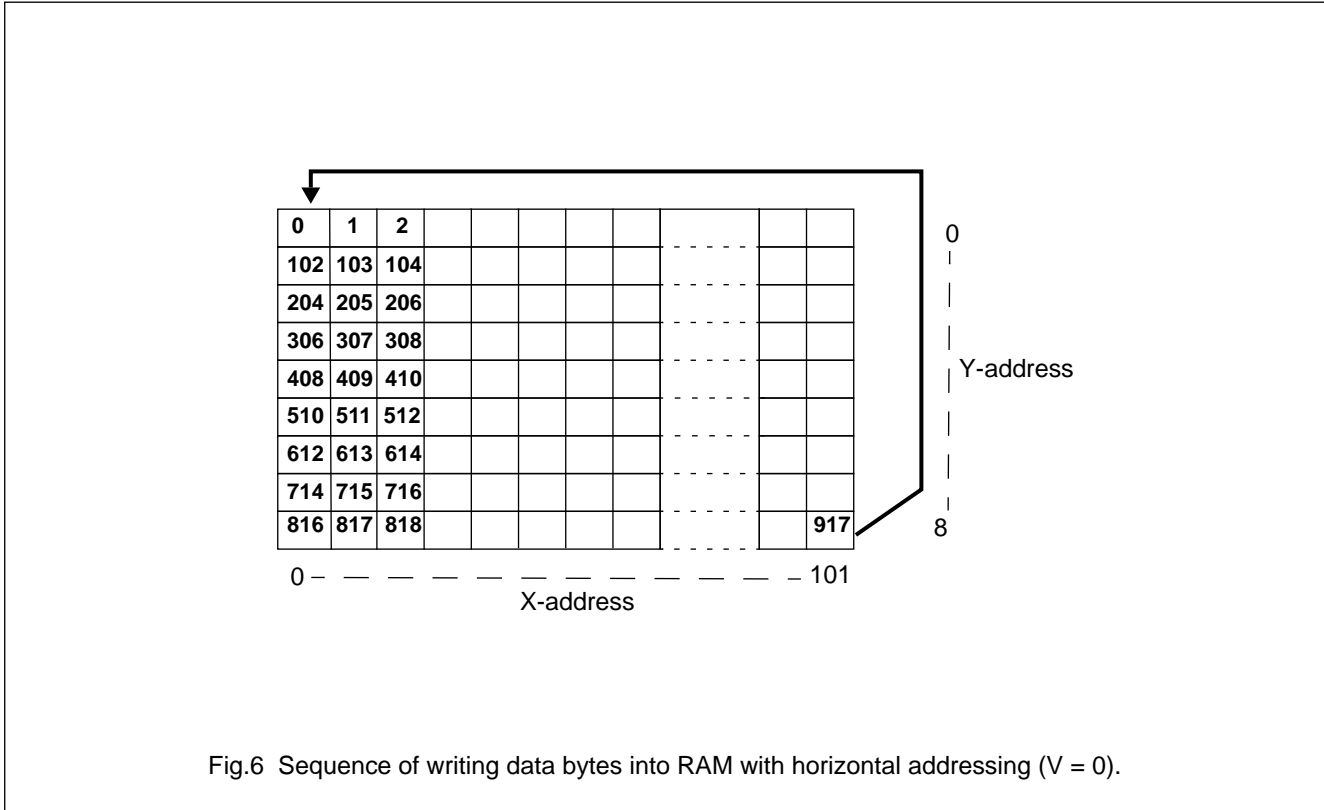 0 1 2
102 103 104
204 205 206
306 307 308
408 409 410
510 511 512
612 613 614
714 715 716
816 817 818 917
0
Y-address
8
0 101
X-address
Fig.6 Sequence of writing data bytes into RAM with horizontal addressing (V = 0).